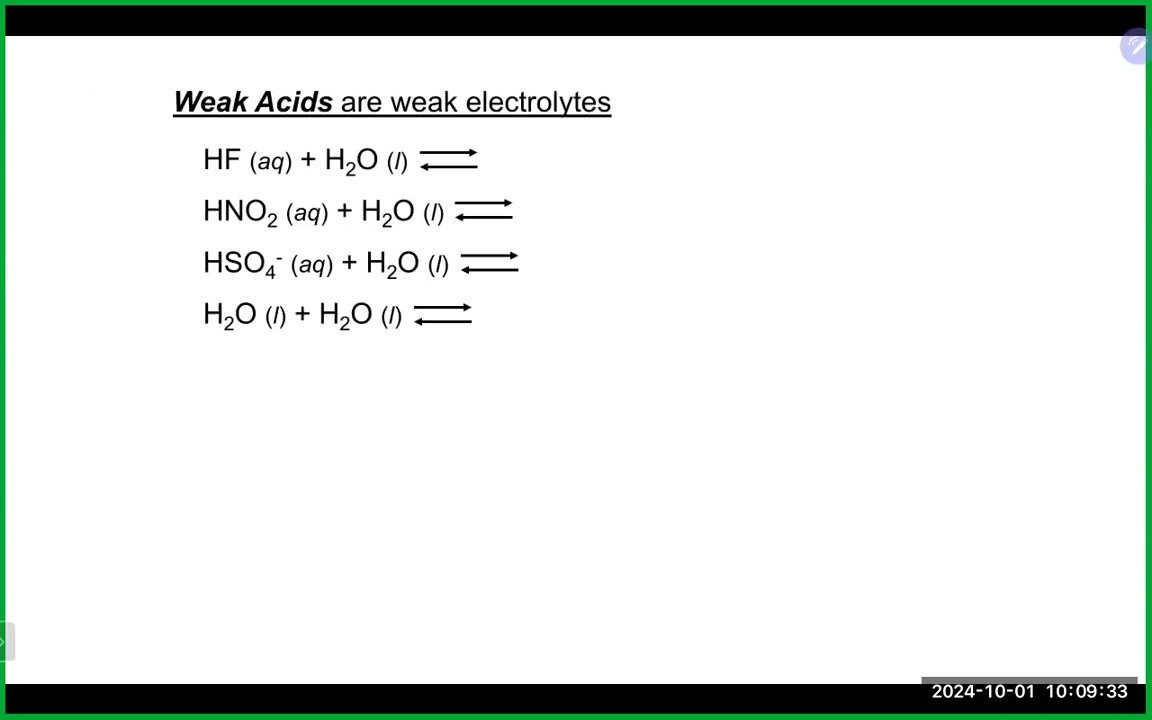 Weak Acids are weak electrolytes
HF (aq) + H₂O (l) ⇌
HNO₂ (aq) + H₂O (l) ⇌
HSO₄⁻ (aq) + H₂O (l) ⇌
H₂O (l) + H₂O (l) ⇌
2024-10-01 10:09:33